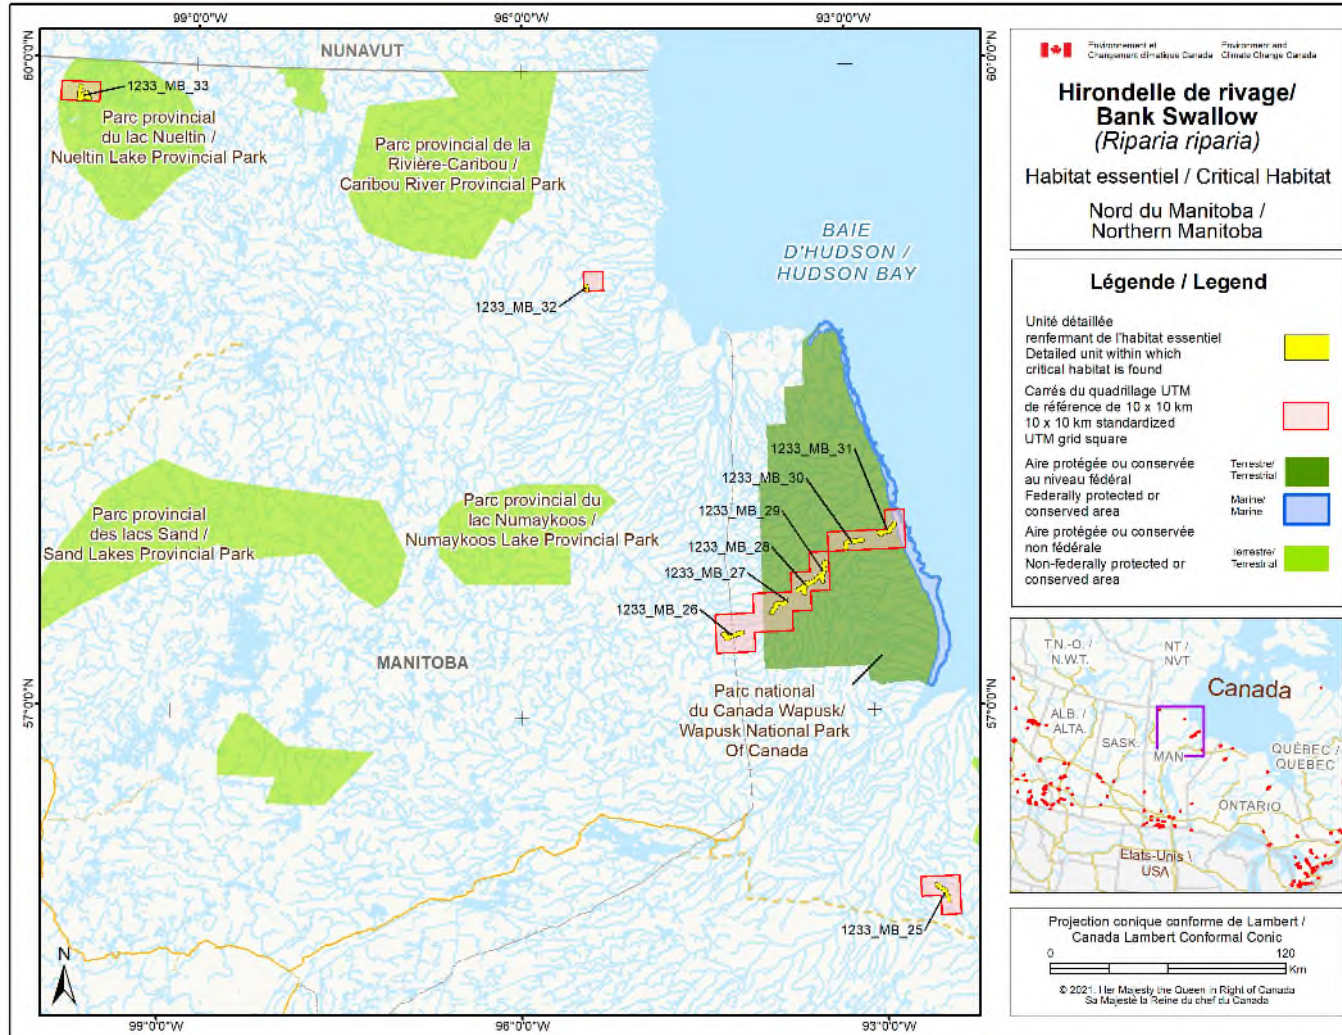 99°0'0"W
96°0'0"W
93°0'0"W
60°0'0"N
60°0'0"N
NUNAVUT
1233_MB_33
Parc provincial
du lac Nueltin /
Nueltin Lake Provincial Park
Parc provincial de la
Rivière-Caribou /
Caribou River Provincial Park
BAIE
D'HUDSON /
HUDSON BAY
1233_MB_32
1233_MB_31
1233_MB_30
1233_MB_29
1233_MB_28
1233_MB_27
1233_MB_26
Parc provincial
des lacs Sand /
Sand Lakes Provincial Park
Parc provincial du
lac Numaykoos /
Numaykoos Lake Provincial Park
MANITOBA
Parc national
du Canada Wapusk/
Wapusk National Park
Of Canada
57°0'0"N
57°0'0"N
1233_MB_25
N
99°0'0"W
96°0'0"W
93°0'0"W
Environnement et
Changement climatique Canada
Environment and
Climate Change Canada
Hirondelle de rivage/
Bank Swallow
(Riparia riparia)
Habitat essentiel / Critical Habitat
Nord du Manitoba /
Northern Manitoba
Légende / Legend
Unité détaillée
renfermant de l'habitat essentiel
Detailed unit within which
critical habitat is found
Carrés du quadrillage UTM
de référence de 10 x 10 km
10 x 10 km standardized
UTM grid square
Aire protégée ou conservée
au niveau fédéral
Federally protected or
conserved area
Terrestre/
Terrestrial
Marine/
Marine
Aire protégée ou conservée
non fédérale
Non-federally protected or
conserved area
Terrestre/
Terrestrial
T.N.-O. /
N.W.T.
NT /
NVT
Canada
ALB. /
ALTA.
SASK.
MAN
QUÉBEC /
QUEBEC
ONTARIO
États-Unis \
USA
Projection conique conforme de Lambert /
Canada Lambert Conformal Conic
0
120
Km
© 2021. Her Majesty the Queen in Right of Canada
Sa Majesté la Reine du chef du Canada